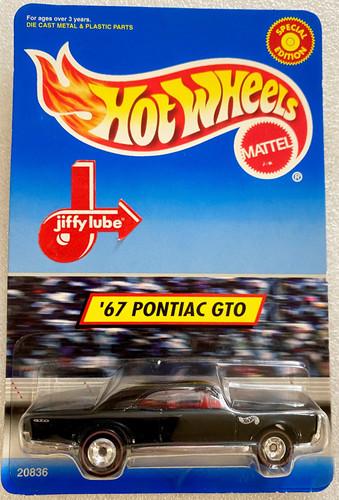 For ages over 3 years.
DIE CAST METAL & PLASTIC PARTS
SPECIAL
EDITION
HOT WHEELS
MATTEL
®
jiffy lube
'67 PONTIAC GTO
GTO
20836